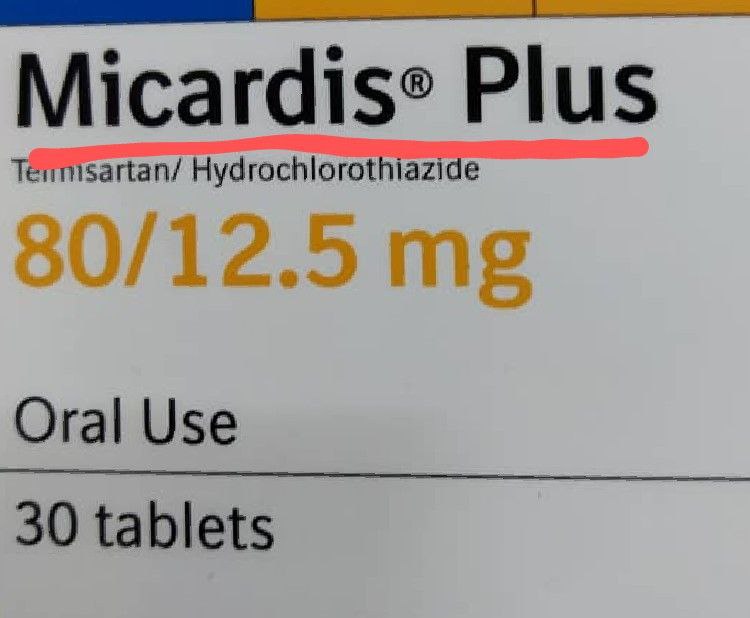 Micardis® Plus
Telmisartan/ Hydrochlorothiazide
80/12.5 mg
Oral Use
30 tablets